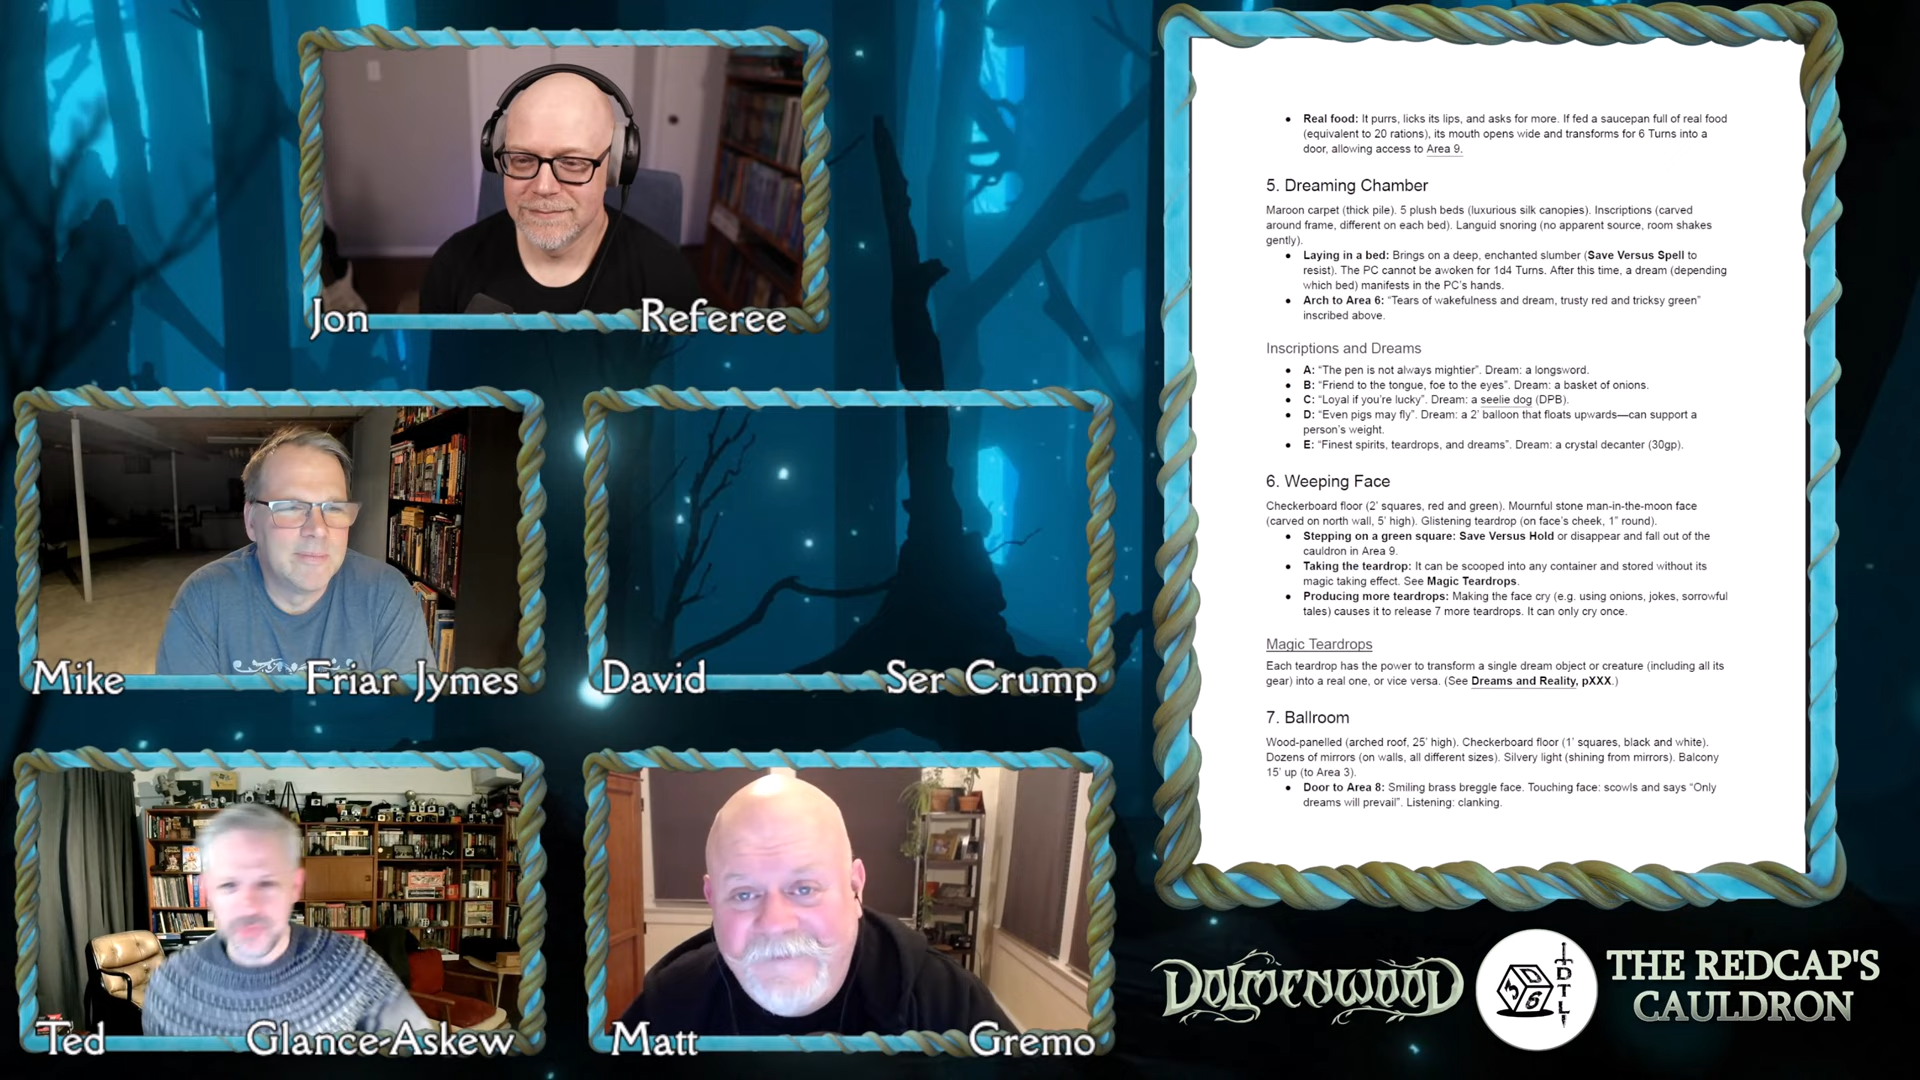 Jon Referee
Mike Friar Jymes
David Ser Crump
Ted Glance-Askew
Matt Gremo
• Real food: It purrs, licks its lips, and asks for more. If fed a saucepan full of real food
(equivalent to 20 rations), its mouth opens wide and transforms for 6 Turns into a
door, allowing access to Area 9.
5. Dreaming Chamber
Maroon carpet (thick pile). 5 plush beds (luxurious silk canopies). Inscriptions (carved
around frame, different on each bed). Languid snoring (no apparent source, room shakes
gently).
• Laying in a bed: Brings on a deep, enchanted slumber (Save Versus Spell to
resist). The PC cannot be awoken for 1d4 Turns. After this time, a dream (depending
which bed) manifests in the PC's hands.
• Arch to Area 6: “Tears of wakefulness and dream, trusty red and tricksy green”
inscribed above.
Inscriptions and Dreams
• A: “The pen is not always mightier”. Dream: a longsword.
• B: “Friend to the tongue, foe to the eyes”. Dream: a basket of onions.
• C: “Loyal if you're lucky”. Dream: a seelie dog (DPB).
• D: “Even pigs may fly”. Dream: a 2' balloon that floats upwards—can support a
person's weight.
• E: “Finest spirits, teardrops, and dreams”. Dream: a crystal decanter (30gp).
6. Weeping Face
Checkerboard floor (2' squares, red and green). Mournful stone man-in-the-moon face
(carved on north wall, 5' high). Glistening teardrop (on face's cheek, 1” round).
• Stepping on a green square: Save Versus Hold or disappear and fall out of the
cauldron in Area 9.
• Taking the teardrop: It can be scooped into any container and stored without its
magic taking effect. See Magic Teardrops.
• Producing more teardrops: Making the face cry (e.g. using onions, jokes, sorrowful
tales) causes it to release 7 more teardrops. It can only cry once.
Magic Teardrops
Each teardrop has the power to transform a single dream object or creature (including all its
gear) into a real one, or vice versa. (See Dreams and Reality, pXXX.)
7. Ballroom
Wood-panelled (arched roof, 25' high). Checkerboard floor (1' squares, black and white).
Dozens of mirrors (on walls, all different sizes). Silvery light (shining from mirrors). Balcony
15' up (to Area 3).
• Door to Area 8: Smiling brass breggle face. Touching face: scowls and says “Only
dreams will prevail”. Listening: clanking.
DOLMENWOOD
3D6
DTL
THE REDCAP'S
CAULDRON